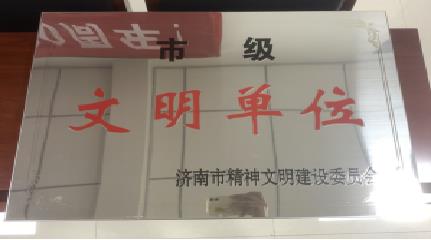 市级
文明单位
济南市精神文明建设委员会